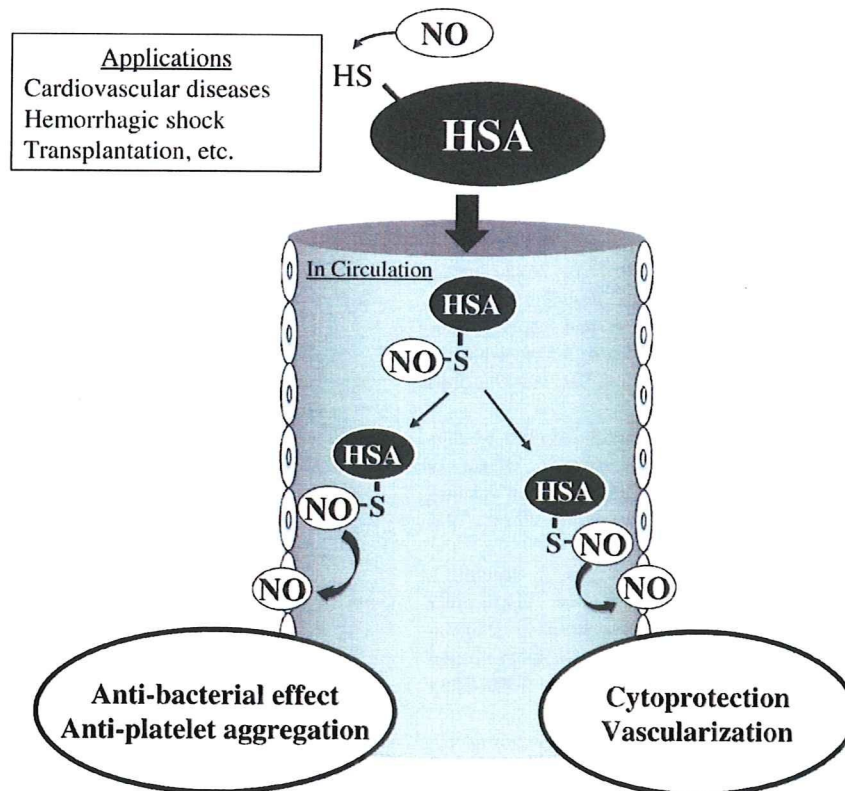 NO
Applications
Cardiovascular diseases
Hemorrhagic shock
Transplantation, etc.
HS
HSA
In Circulation
HSA
NO-S
HSA
NO-S
HSA
S-NO
NO
NO
Anti-bacterial effect
Anti-platelet aggregation
Cytoprotection
Vascularization